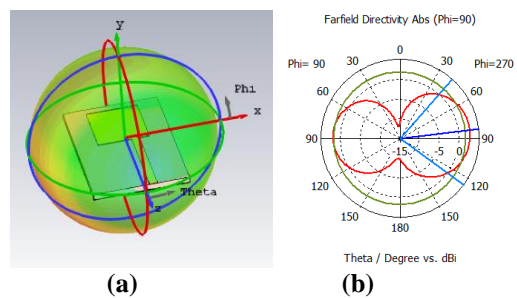 y
Phi
x
Theta
z
(a)
Farfield Directivity Abs (Phi=90)
Phi= 90 30 0 30 Phi=270
60 60
90 -15 -5 0 90
120 120
150 180 150
Theta / Degree vs. dBi
(b)